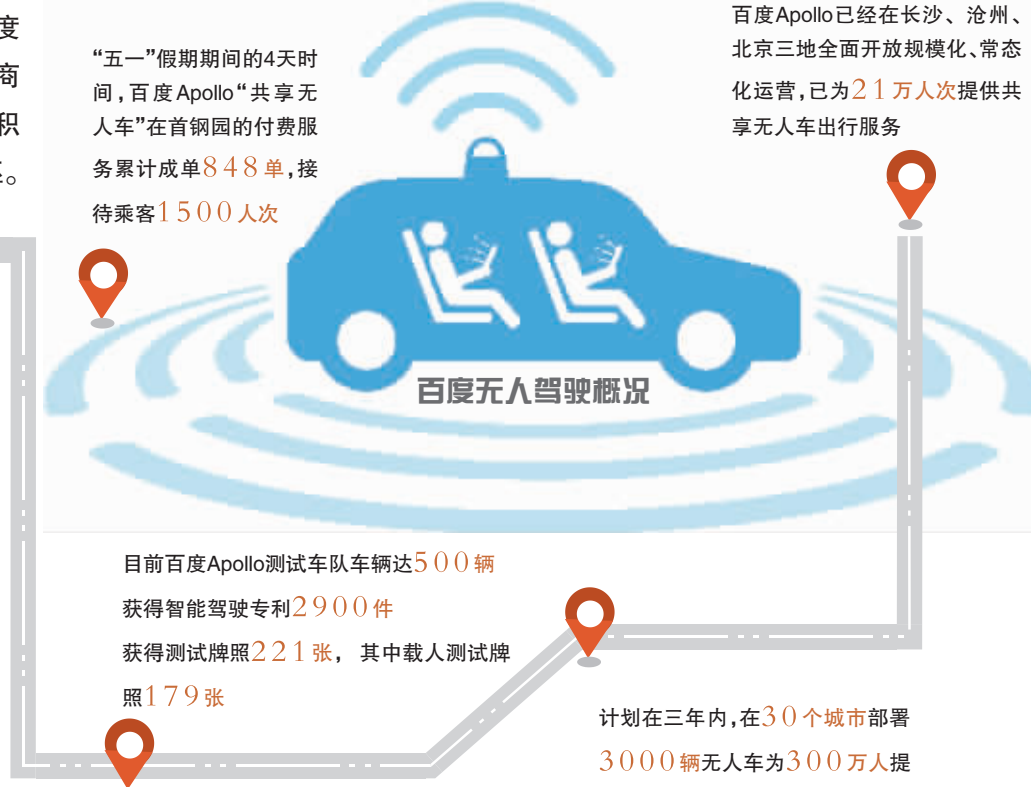 度
商
积
“五一”假期期间的4天时
间,百度Apollo“共享无
人车”在首钢园的付费服
务累计成单848单,接
待乘客1500人次
百度Apollo已经在长沙、沧州、
北京三地全面开放规模化、常态
化运营,已为21万人次提供共
享无人车出行服务
百度无人驾驶概况
目前百度Apollo测试车队车辆达500辆
获得智能驾驶专利2900件
获得测试牌照221张, 其中载人测试牌
照179张
计划在三年内,在30个城市部署
3000辆无人车为300万人提